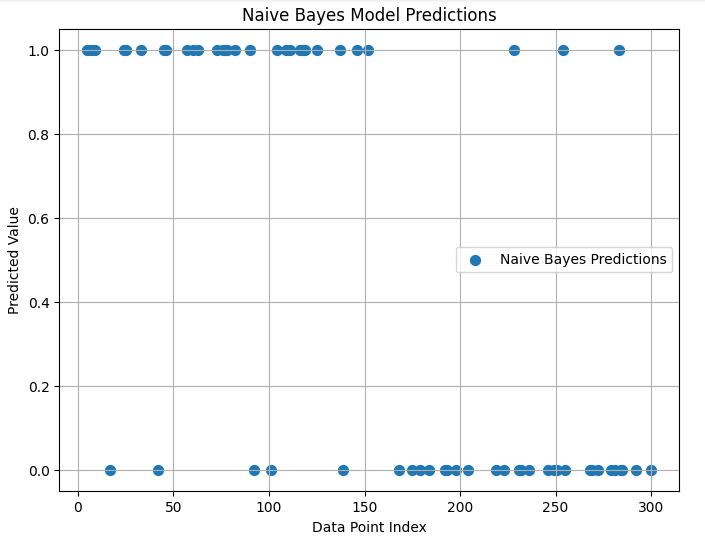 Naive Bayes Model Predictions
1.0
0.8
0.6
0.4
0.2
0.0
Predicted Value
Naive Bayes Predictions
0 50 100 150 200 250 300
Data Point Index